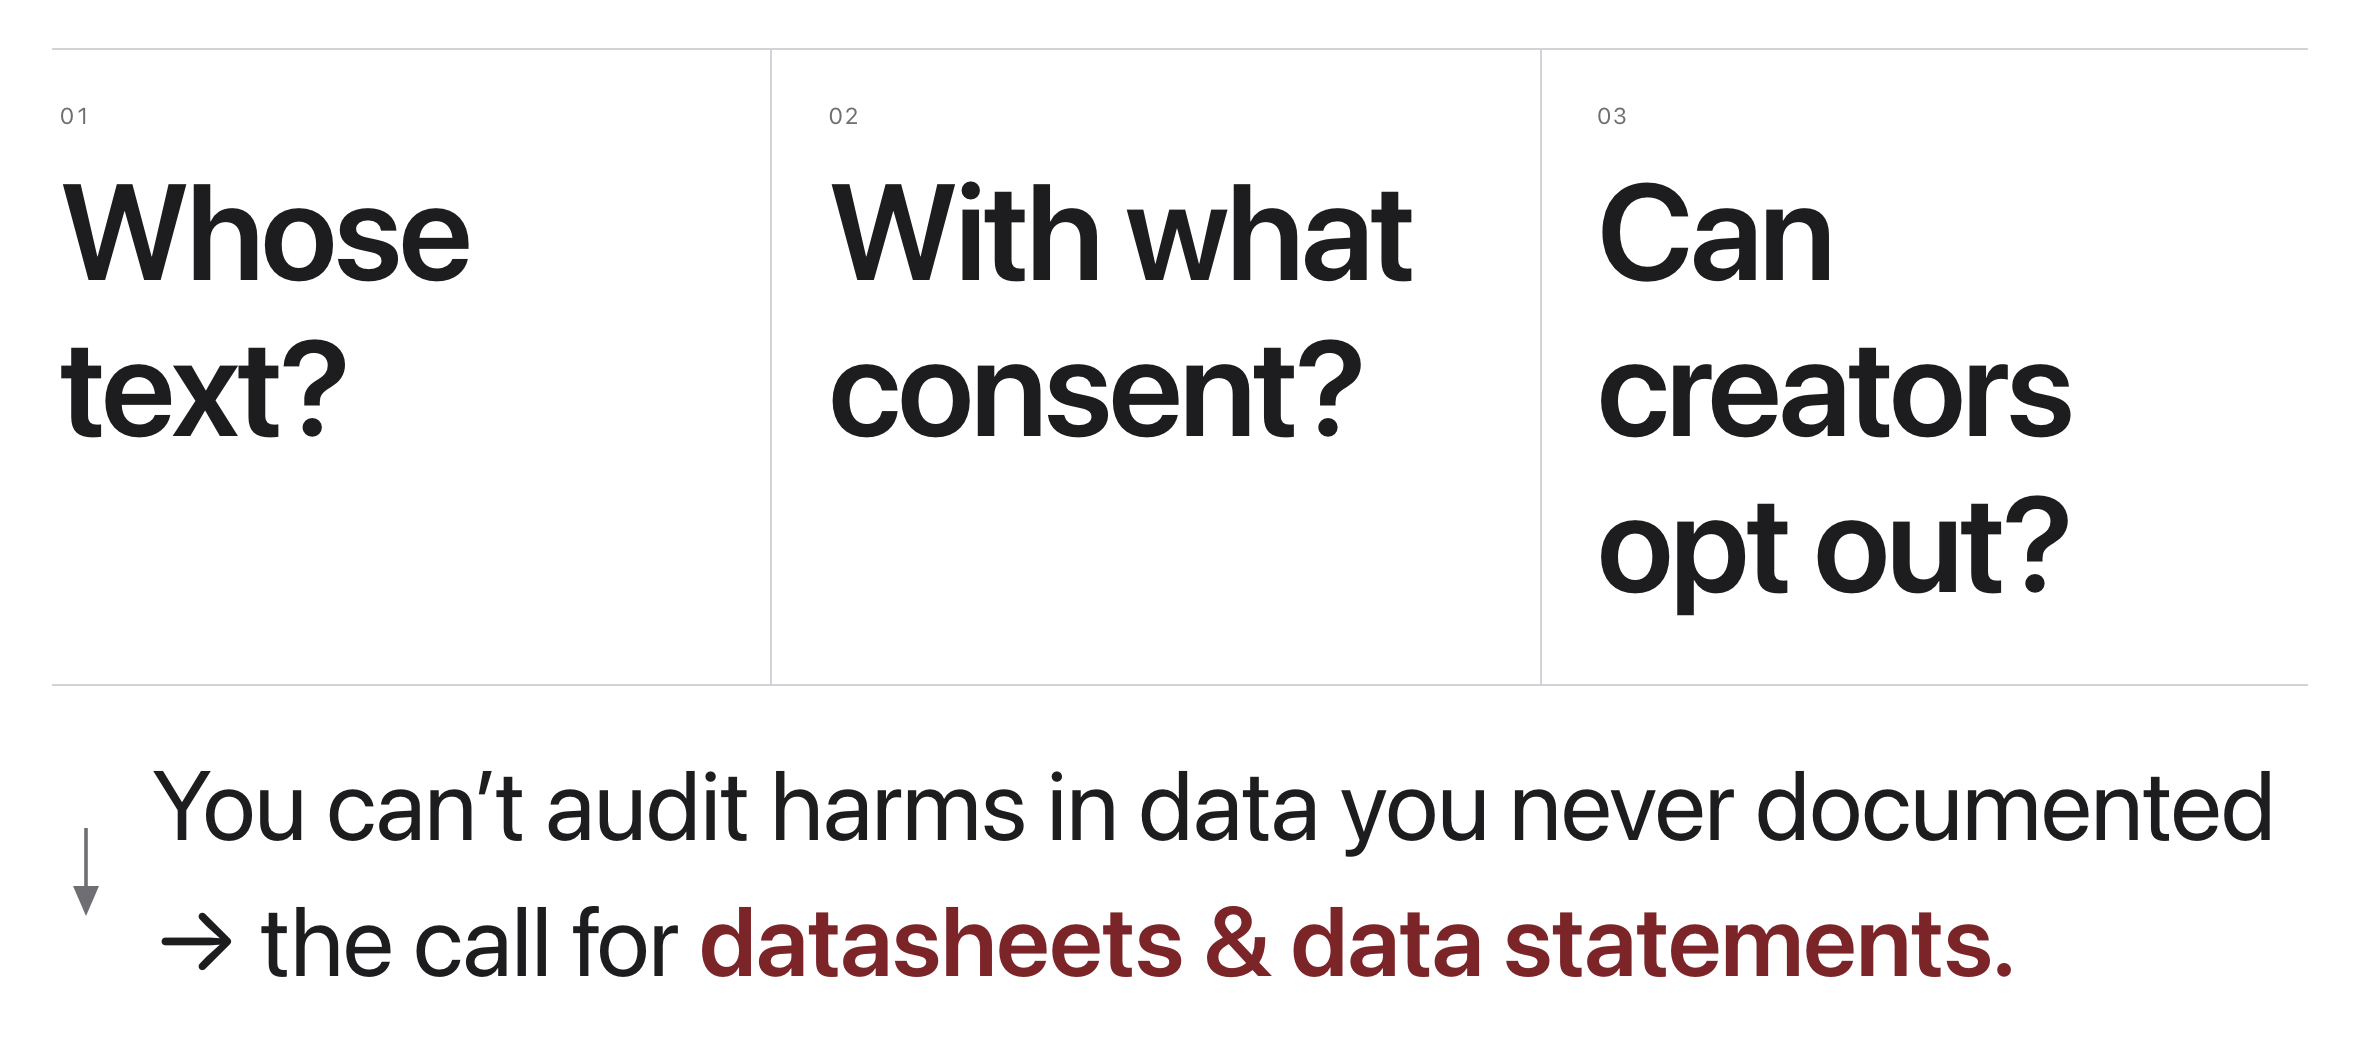 01
Whose
text?
02
With what
consent?
03
Can
creators
opt out?
You can’t audit harms in data you never documented
→ the call for datasheets & data statements.